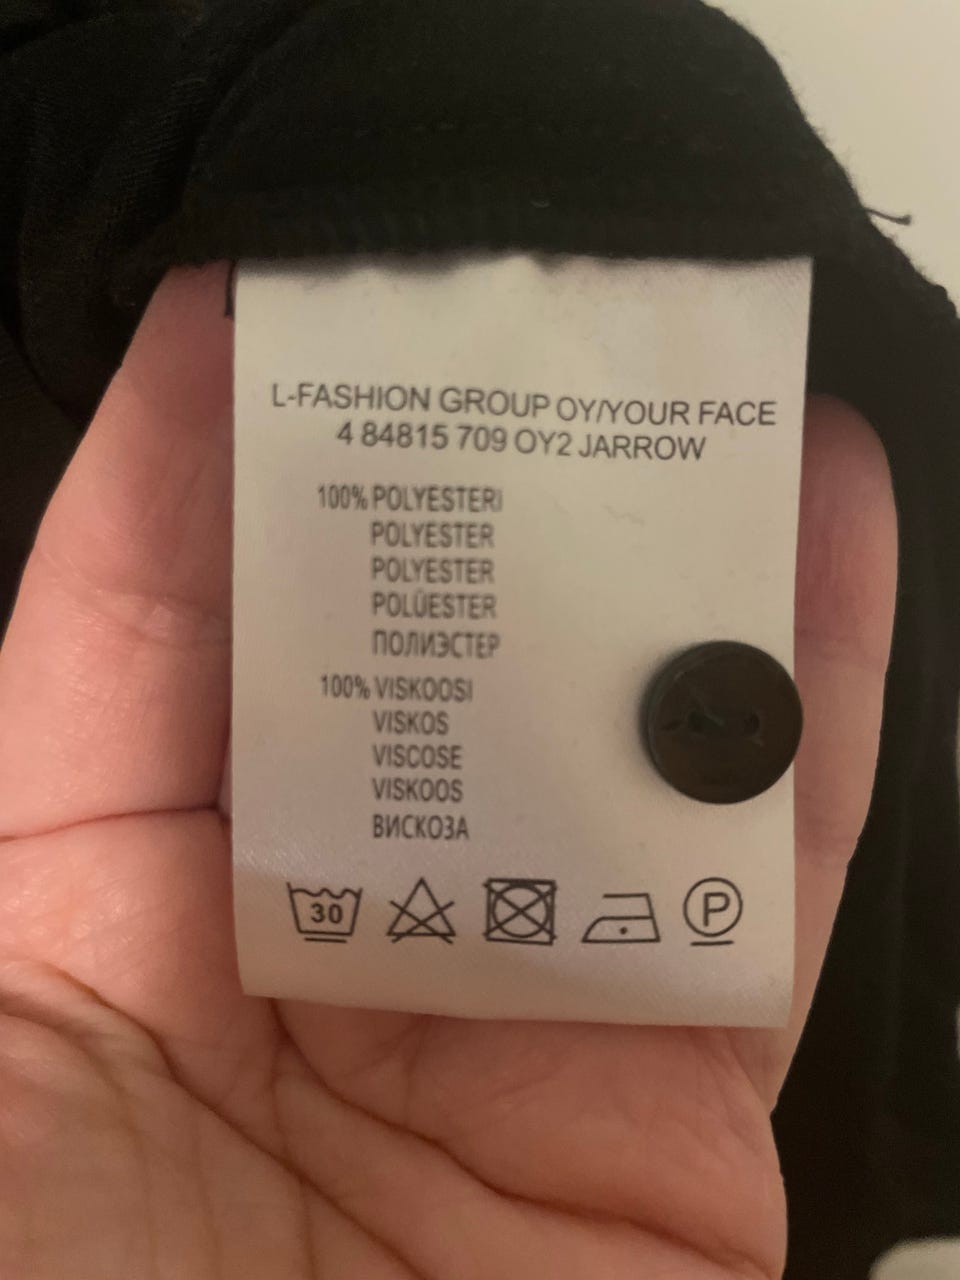 L-FASHION GROUP OY/YOUR FACE
4 84815 709 OY2 JARROW
100% POLYESTERI
POLYESTER
POLYESTER
POLÜESTER
ПОЛИЭСТЕР
100% VISKOOSI
VISKOS
VISCOSE
VISKOOS
ВИСКОЗА
30 P